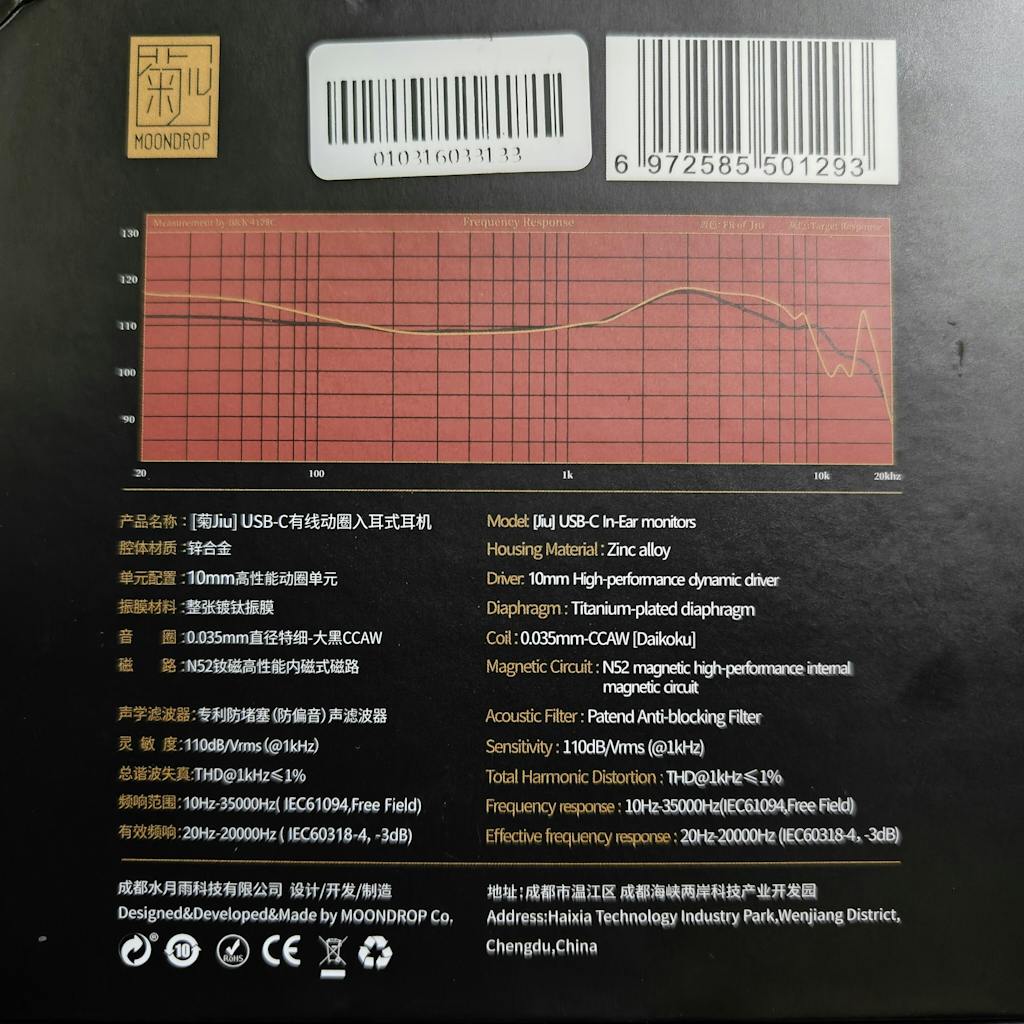 菊
MOONDROP
010316033133
6 972585 501293
Measurement by B&K 4128C
Frequency Response
FR of Jiu
Target Response
130
120
110
100
90
20
100
1k
10k
20khz
产品名称：[菊Jiu] USB-C有线动圈入耳式耳机
腔体材质：锌合金
单元配置：10mm高性能动圈单元
振膜材料：整张镀钛振膜
音 圈：0.035mm直径特细-大黑CCAW
磁 路：N52钕磁高性能内磁式磁路
声学滤波器：专利防堵塞（防偏音）声滤波器
灵 敏 度：110dB/Vrms（@1kHz）
总谐波失真：THD@1kHz≤1%
频响范围：10Hz-35000Hz( IEC61094,Free Field)
有效频响：20Hz-20000Hz ( IEC60318-4, -3dB)
Model: [Jiu] USB-C In-Ear monitors
Housing Material : Zinc alloy
Driver: 10mm High-performance dynamic driver
Diaphragm : Titanium-plated diaphragm
Coil : 0.035mm-CCAW [Daikoku]
Magnetic Circuit : N52 magnetic high-performance internal
magnetic circuit
Acoustic Filter : Patend Anti-blocking Filter
Sensitivity : 110dB/Vrms (@1kHz)
Total Harmonic Distortion : THD@1kHz≤1%
Frequency response : 10Hz-35000Hz(IEC61094,Free Field)
Effective frequency response : 20Hz-20000Hz (IEC60318-4, -3dB)
成都水月雨科技有限公司 设计/开发/制造
Designed&Developed&Made by MOONDROP Co.
10
RoHS
CE
地址：成都市温江区 成都海峡两岸科技产业开发园
Address:Haixia Technology Industry Park,Wenjiang District,
Chengdu,China